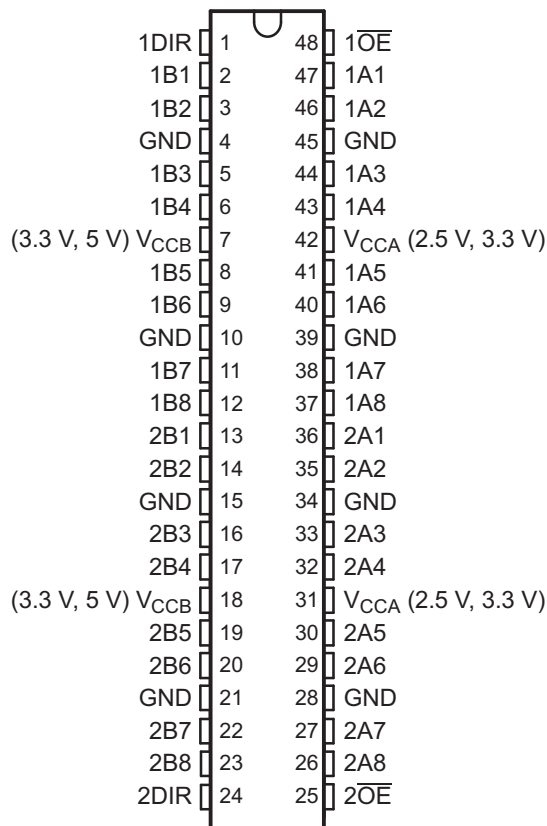 1DIR 1 48 1O̅E̅
1B1 2 47 1A1
1B2 3 46 1A2
GND 4 45 GND
1B3 5 44 1A3
1B4 6 43 1A4
(3.3 V, 5 V) VCCB 7 42 VCCA (2.5 V, 3.3 V)
1B5 8 41 1A5
1B6 9 40 1A6
GND 10 39 GND
1B7 11 38 1A7
1B8 12 37 1A8
2B1 13 36 2A1
2B2 14 35 2A2
GND 15 34 GND
2B3 16 33 2A3
2B4 17 32 2A4
(3.3 V, 5 V) VCCB 18 31 VCCA (2.5 V, 3.3 V)
2B5 19 30 2A5
2B6 20 29 2A6
GND 21 28 GND
2B7 22 27 2A7
2B8 23 26 2A8
2DIR 24 25 2O̅E̅